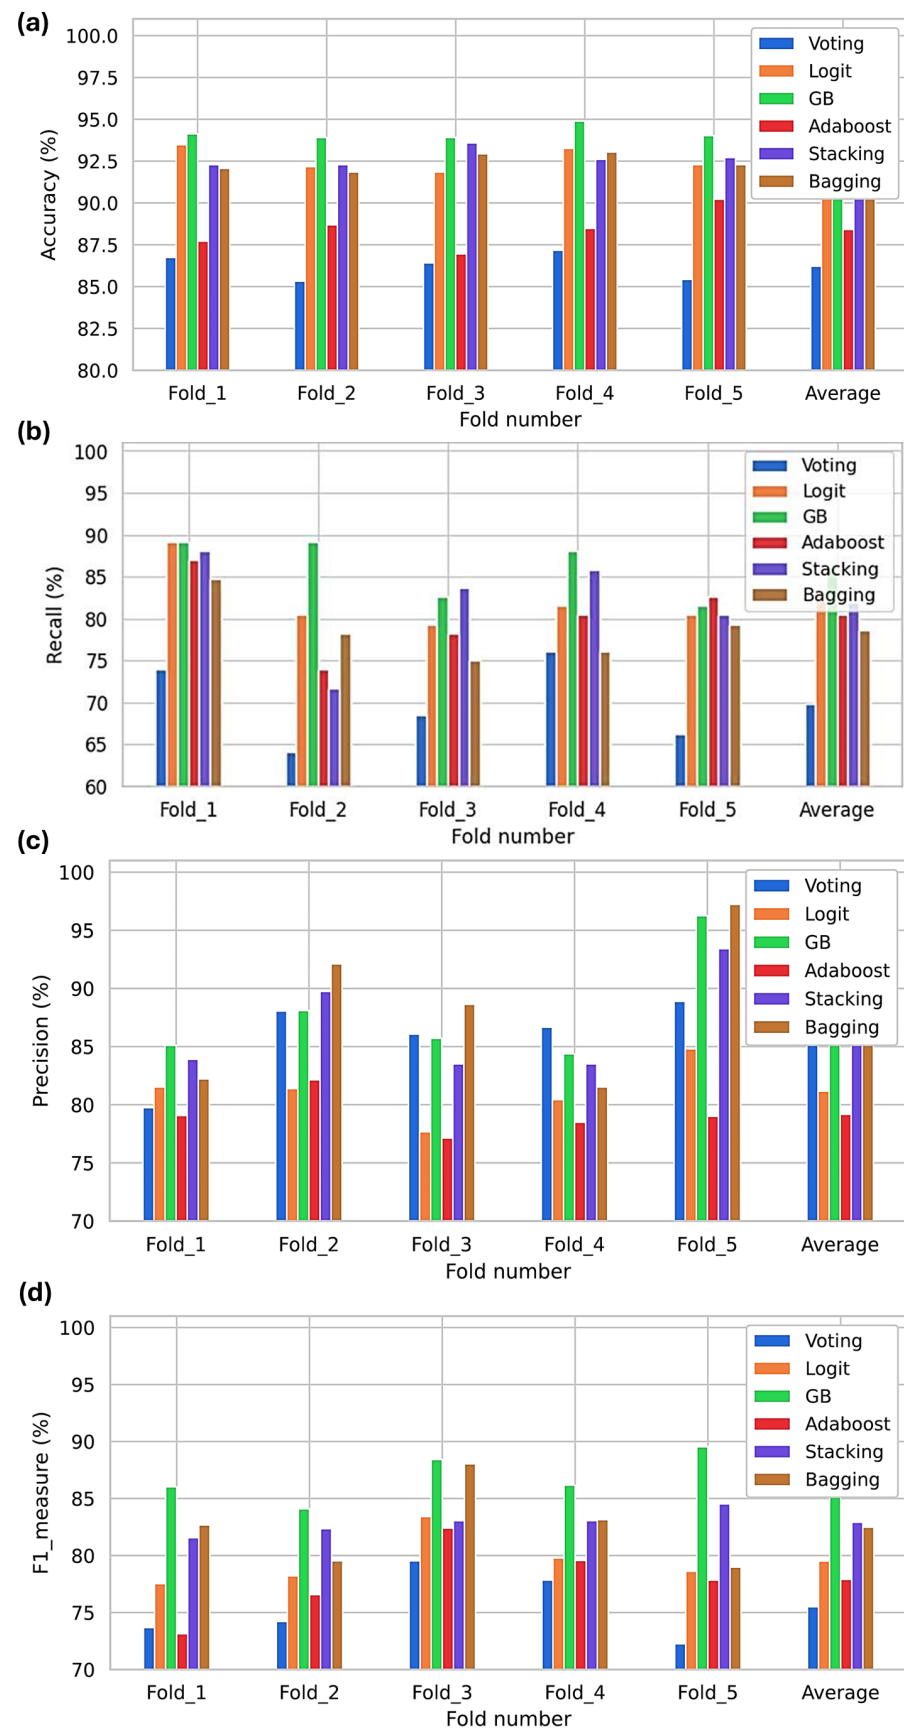 (a)
100.0
97.5
95.0
92.5
90.0
87.5
85.0
82.5
80.0
Accuracy (%)
Voting
Logit
GB
Adaboost
Stacking
Bagging
Fold_1 Fold_2 Fold_3 Fold_4 Fold_5 Average
Fold number
(b)
100
95
90
85
80
75
70
65
60
Recall (%)
Voting
Logit
GB
Adaboost
Stacking
Bagging
Fold_1 Fold_2 Fold_3 Fold_4 Fold_5 Average
Fold number
(c)
100
95
90
85
80
75
70
Precision (%)
Voting
Logit
GB
Adaboost
Stacking
Bagging
Fold_1 Fold_2 Fold_3 Fold_4 Fold_5 Average
Fold number
(d)
100
95
90
85
80
75
70
F1_measure (%)
Voting
Logit
GB
Adaboost
Stacking
Bagging
Fold_1 Fold_2 Fold_3 Fold_4 Fold_5 Average
Fold number